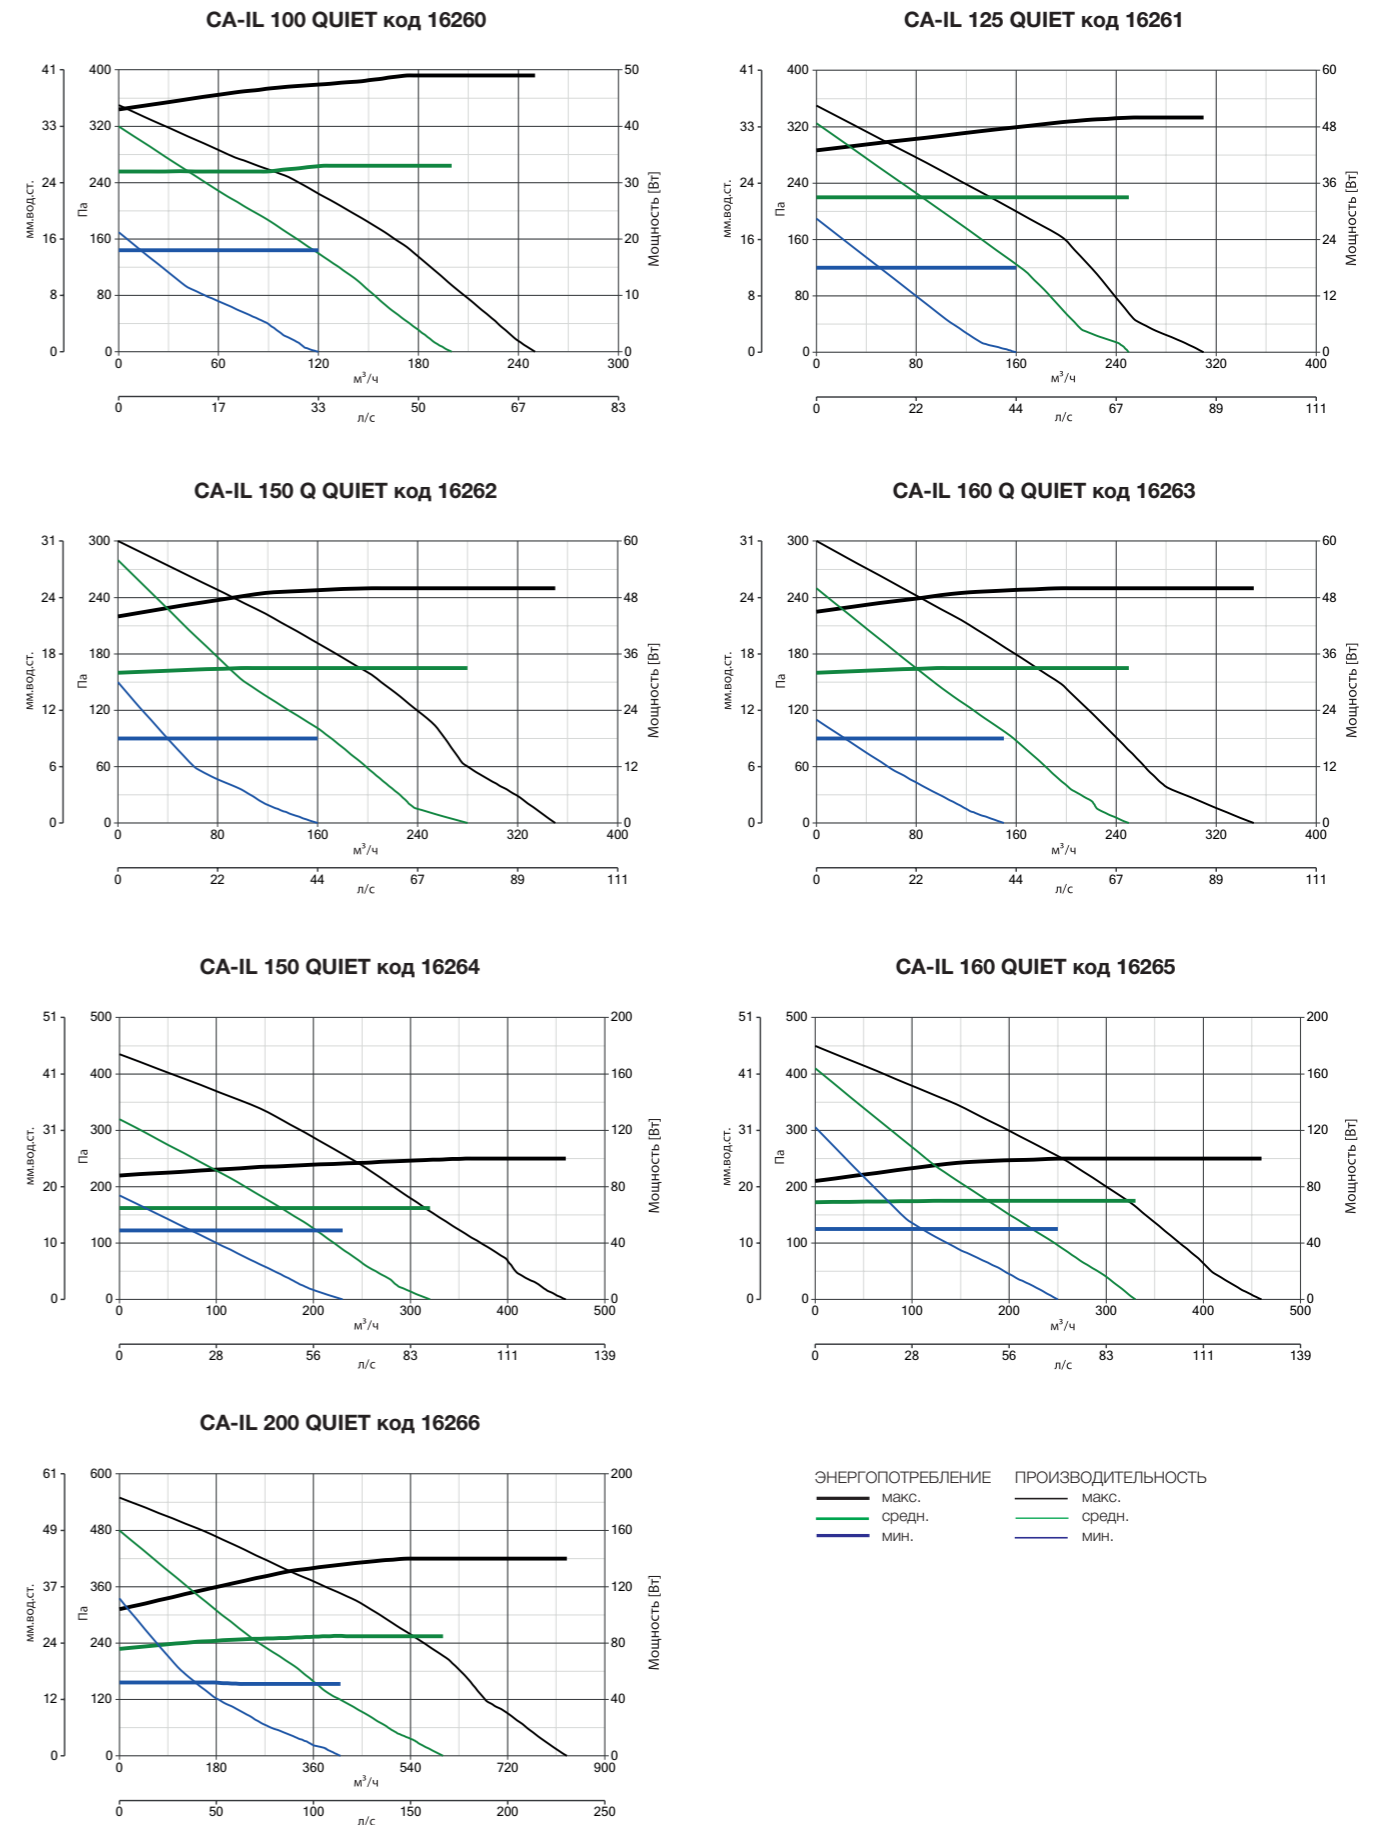 CA-IL 100 QUIET код 16260
41 400 50
33 320 40
24 240 30
16 160 20
8 80 10
0 0 0
мм.вод.ст. Па Мощность [Вт]
0 60 120 180 240 300
м³/ч
0 17 33 50 67 83
л/с
CA-IL 125 QUIET код 16261
41 400 60
33 320 48
24 240 36
16 160 24
8 80 12
0 0 0
мм.вод.ст. Па Мощность [Вт]
0 80 160 240 320 400
м³/ч
0 22 44 67 89 111
л/с
CA-IL 150 Q QUIET код 16262
31 300 60
24 240 48
18 180 36
12 120 24
6 60 12
0 0 0
мм.вод.ст. Па Мощность [Вт]
0 80 160 240 320 400
м³/ч
0 22 44 67 89 111
л/с
CA-IL 160 Q QUIET код 16263
31 300 60
24 240 48
18 180 36
12 120 24
6 60 12
0 0 0
мм.вод.ст. Па Мощность [Вт]
0 80 160 240 320 400
м³/ч
0 22 44 67 89 111
л/с
CA-IL 150 QUIET код 16264
51 500 200
41 400 160
31 300 120
20 200 80
10 100 40
0 0 0
мм.вод.ст. Па Мощность [Вт]
0 100 200 300 400 500
м³/ч
0 28 56 83 111 139
л/с
CA-IL 160 QUIET код 16265
51 500 200
41 400 160
31 300 120
20 200 80
10 100 40
0 0 0
мм.вод.ст. Па Мощность [Вт]
0 100 200 300 400 500
м³/ч
0 28 56 83 111 139
л/с
CA-IL 200 QUIET код 16266
61 600 200
49 480 160
37 360 120
24 240 80
12 120 40
0 0 0
мм.вод.ст. Па Мощность [Вт]
0 180 360 540 720 900
м³/ч
0 50 100 150 200 250
л/с
ЭНЕРГОПОТРЕБЛЕНИЕ ПРОИЗВОДИТЕЛЬНОСТЬ
макс. макс.
средн. средн.
мин. мин.